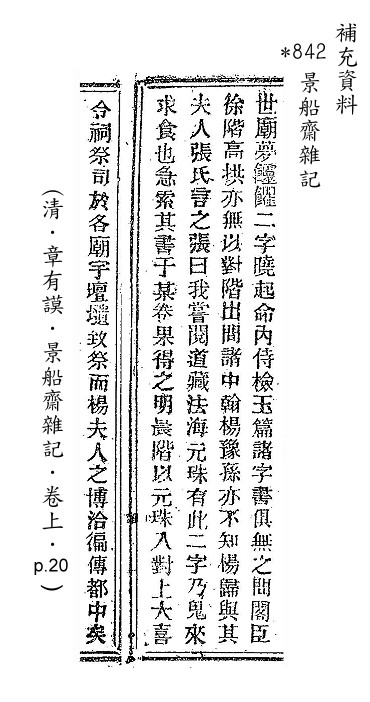 補充資料
*842 景船齋雜記
世廟夢二字曉起命內侍檢玉篇諸字書俱無之問閣臣
徐階高拱亦無以對階出問諸中翰楊豫孫亦不知楊歸與其
夫人張氏言之張曰我嘗閱道藏法海元珠有此二字乃鬼來
求食也急索其書于某卷果得之明晨階以元珠入對上大喜
令祠祭司於各廟宇壇壝致祭而楊夫人之博洽徧傳都中矣
(清．章有謨．景船齋雜記．卷上．p.20)